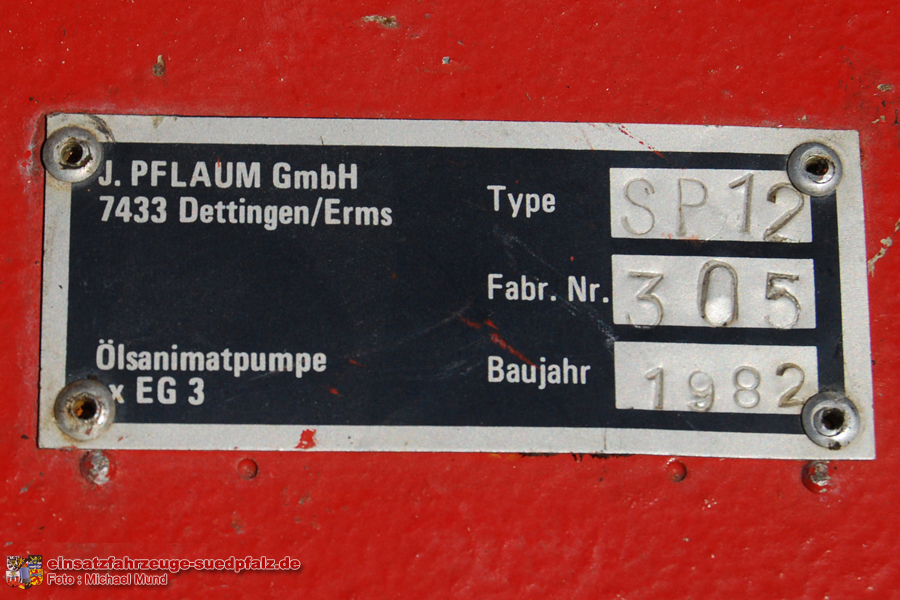 J. PFLAUM GmbH
7433 Dettingen/Erms
Type SP12
Fabr. Nr. 305
Ölsanimatpumpe
x EG 3
Baujahr 1982
einsatzfahrzeuge-suedpfalz.de
Foto : Michael Mund